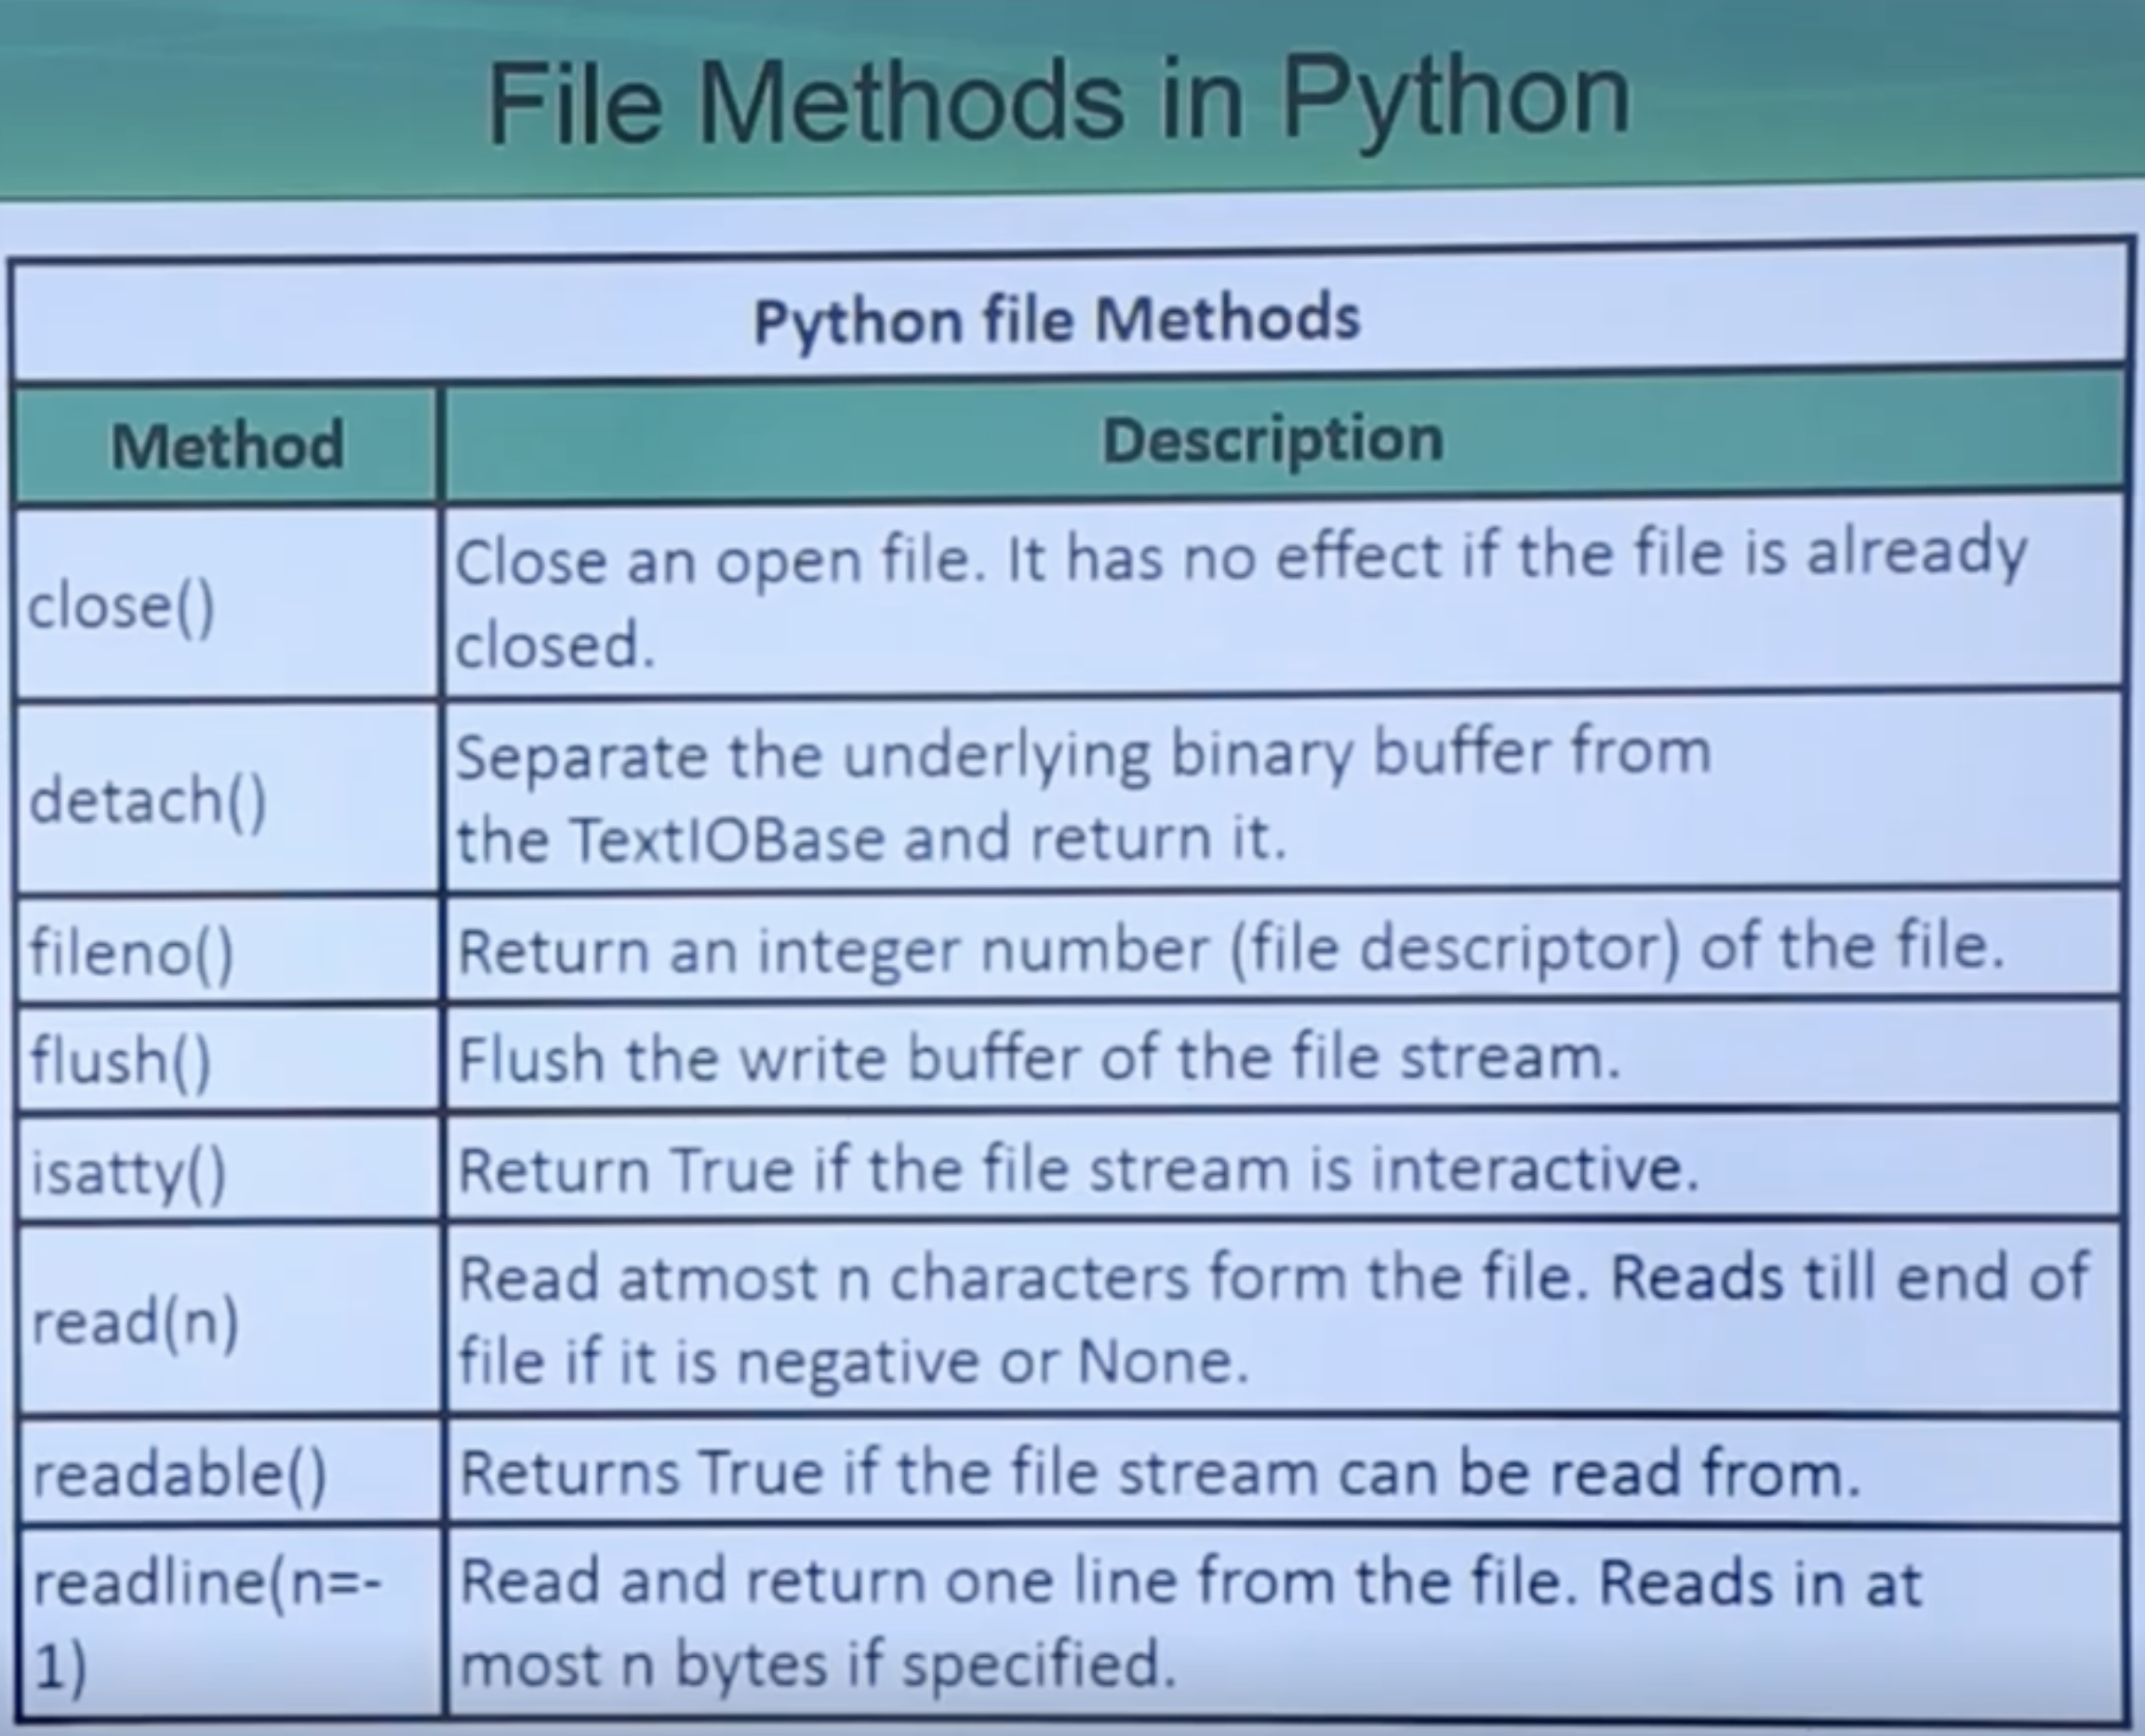 File Methods in Python
Python file Methods
Method Description
close() Close an open file. It has no effect if the file is already
closed.
detach() Separate the underlying binary buffer from
the TextIOBase and return it.
fileno() Return an integer number (file descriptor) of the file.
flush() Flush the write buffer of the file stream.
isatty() Return True if the file stream is interactive.
read(n) Read atmost n characters form the file. Reads till end of
file if it is negative or None.
readable() Returns True if the file stream can be read from.
readline(n=- Read and return one line from the file. Reads in at
1) most n bytes if specified.